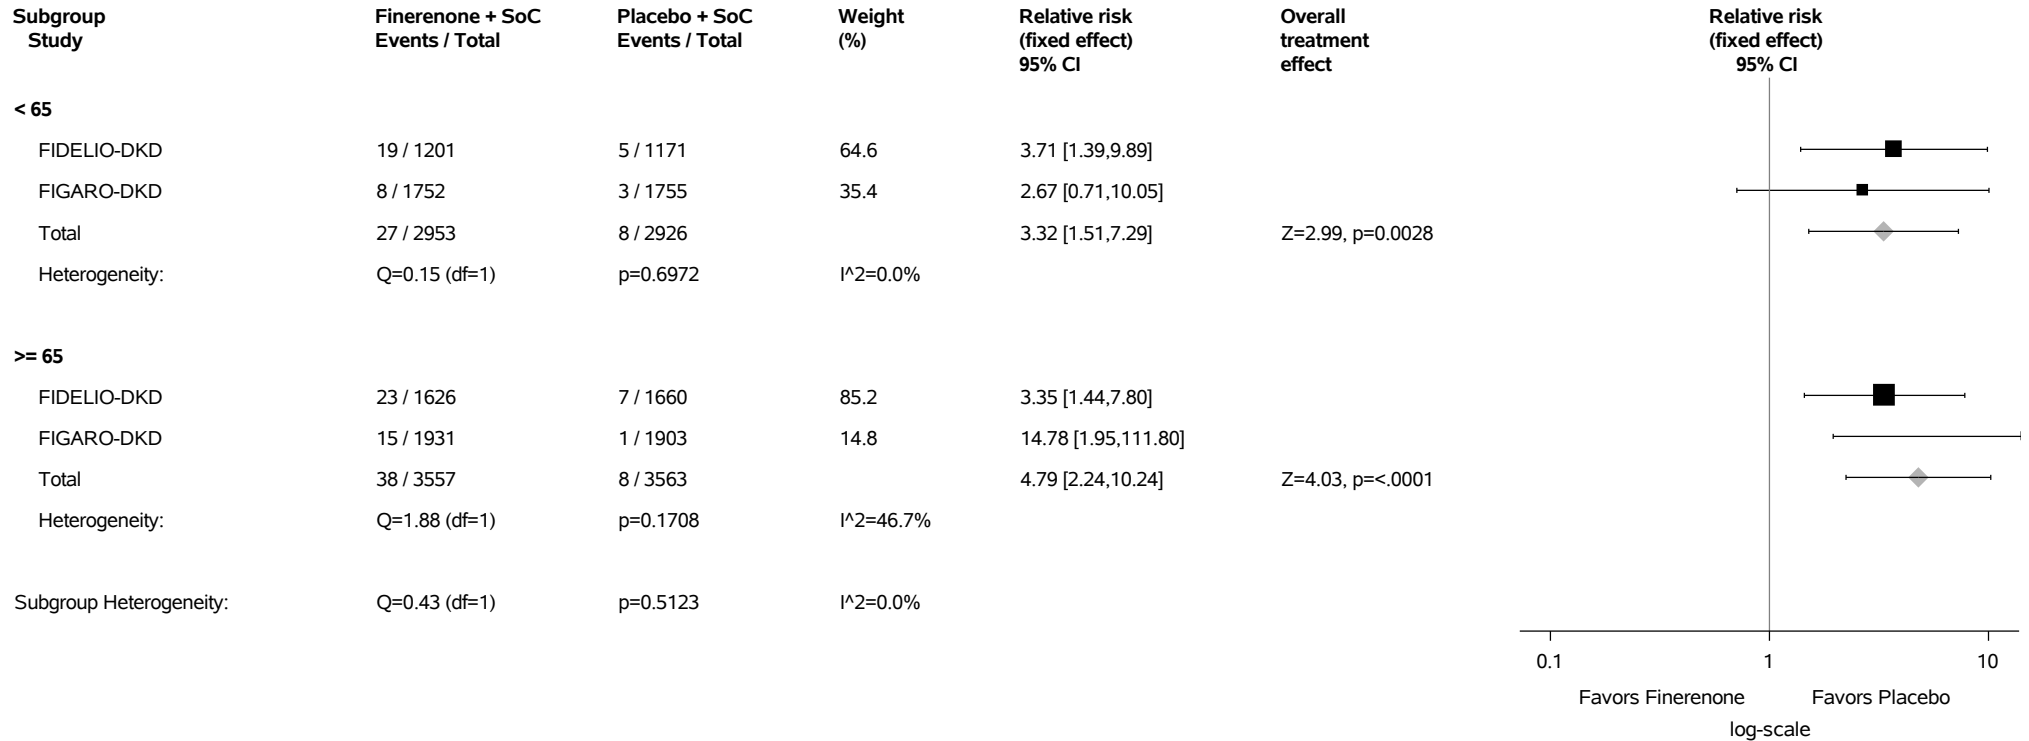 Subgroup Finerenone + SoC Placebo + SoC Weight Relative risk Overall Relative risk
Study Events / Total Events / Total (%) (fixed effect) treatment (fixed effect)
95% CI effect 95% CI
< 65
FIDELIO-DKD 19 / 1201 5 / 1171 64.6 3.71 [1.39,9.89]
FIGARO-DKD 8 / 1752 3 / 1755 35.4 2.67 [0.71,10.05]
Total 27 / 2953 8 / 2926 3.32 [1.51,7.29] Z=2.99, p=0.0028
Heterogeneity: Q=0.15 (df=1) p=0.6972 I^2=0.0%
>= 65
FIDELIO-DKD 23 / 1626 7 / 1660 85.2 3.35 [1.44,7.80]
FIGARO-DKD 15 / 1931 1 / 1903 14.8 14.78 [1.95,111.80]
Total 38 / 3557 8 / 3563 4.79 [2.24,10.24] Z=4.03, p=<.0001
Heterogeneity: Q=1.88 (df=1) p=0.1708 I^2=46.7%
Subgroup Heterogeneity: Q=0.43 (df=1) p=0.5123 I^2=0.0%
0.1 1 10
Favors Finerenone Favors Placebo
log-scale